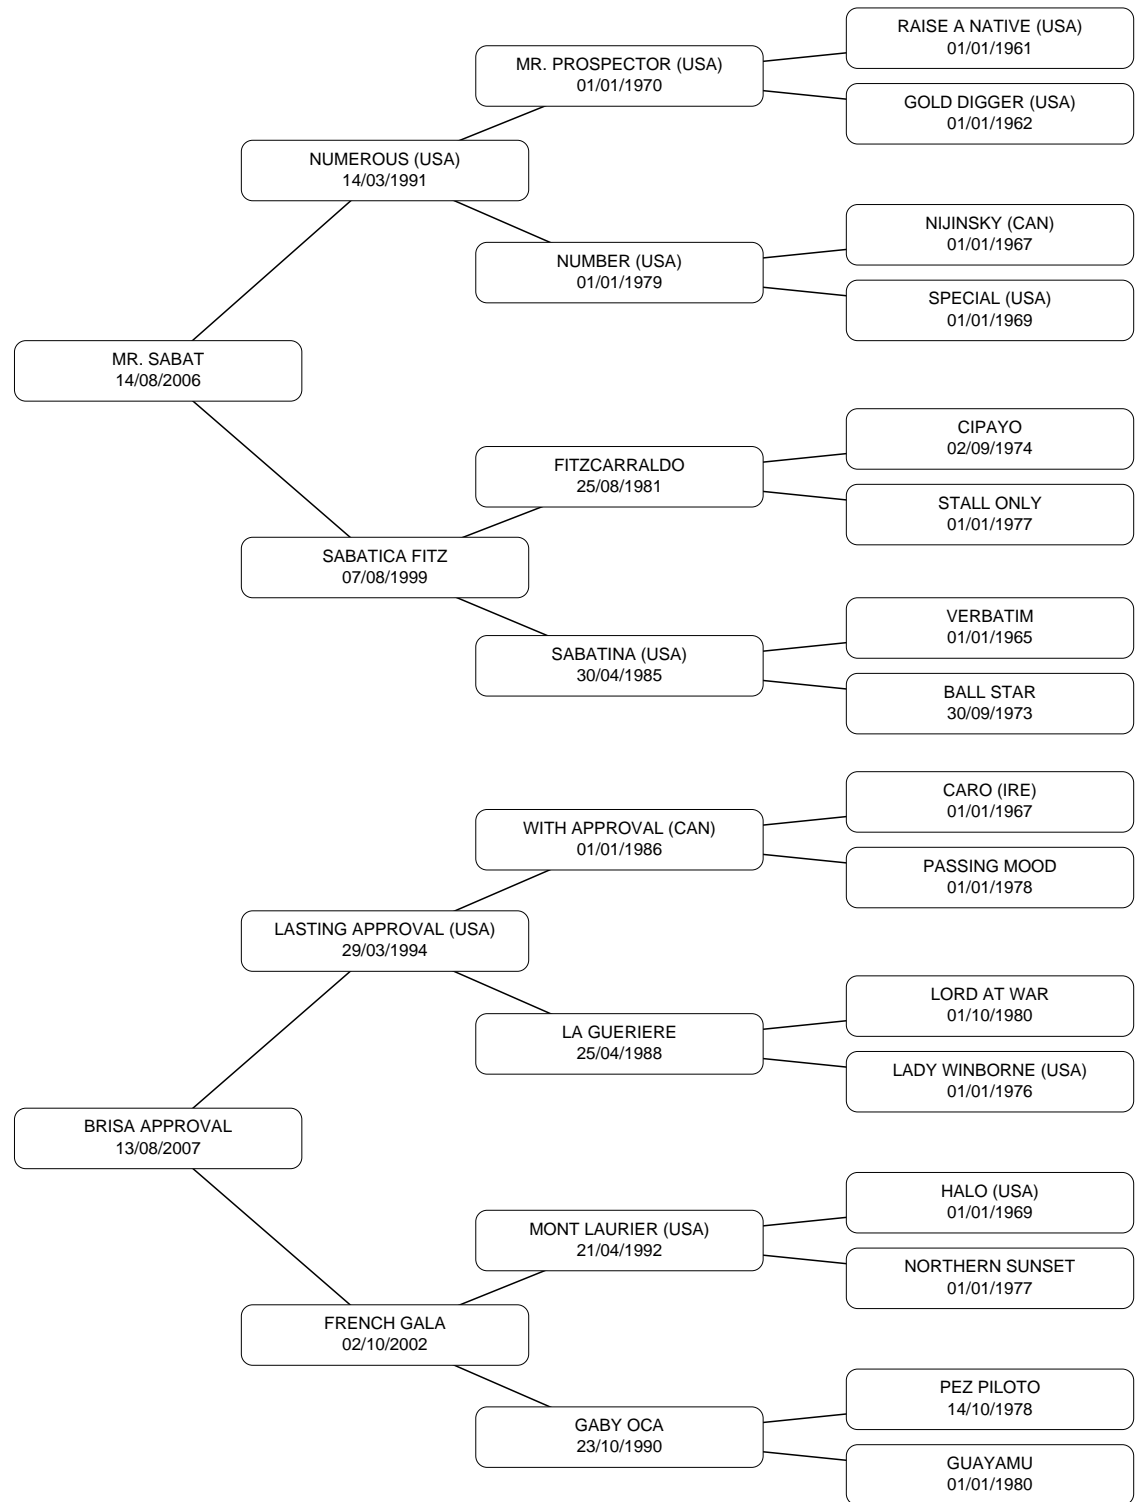 RAISE A NATIVE (USA)
01/01/1961
MR. PROSPECTOR (USA)
01/01/1970
GOLD DIGGER (USA)
01/01/1962
NUMEROUS (USA)
14/03/1991
NIJINSKY (CAN)
01/01/1967
NUMBER (USA)
01/01/1979
SPECIAL (USA)
01/01/1969
MR. SABAT
14/08/2006
CIPAYO
02/09/1974
FITZCARRALDO
25/08/1981
STALL ONLY
01/01/1977
SABATICA FITZ
07/08/1999
VERBATIM
01/01/1965
SABATINA (USA)
30/04/1985
BALL STAR
30/09/1973
CARO (IRE)
01/01/1967
WITH APPROVAL (CAN)
01/01/1986
PASSING MOOD
01/01/1978
LASTING APPROVAL (USA)
29/03/1994
LORD AT WAR
01/10/1980
LA GUERIERE
25/04/1988
LADY WINBORNE (USA)
01/01/1976
BRISA APPROVAL
13/08/2007
HALO (USA)
01/01/1969
MONT LAURIER (USA)
21/04/1992
NORTHERN SUNSET
01/01/1977
FRENCH GALA
02/10/2002
PEZ PILOTO
14/10/1978
GABY OCA
23/10/1990
GUAYAMU
01/01/1980